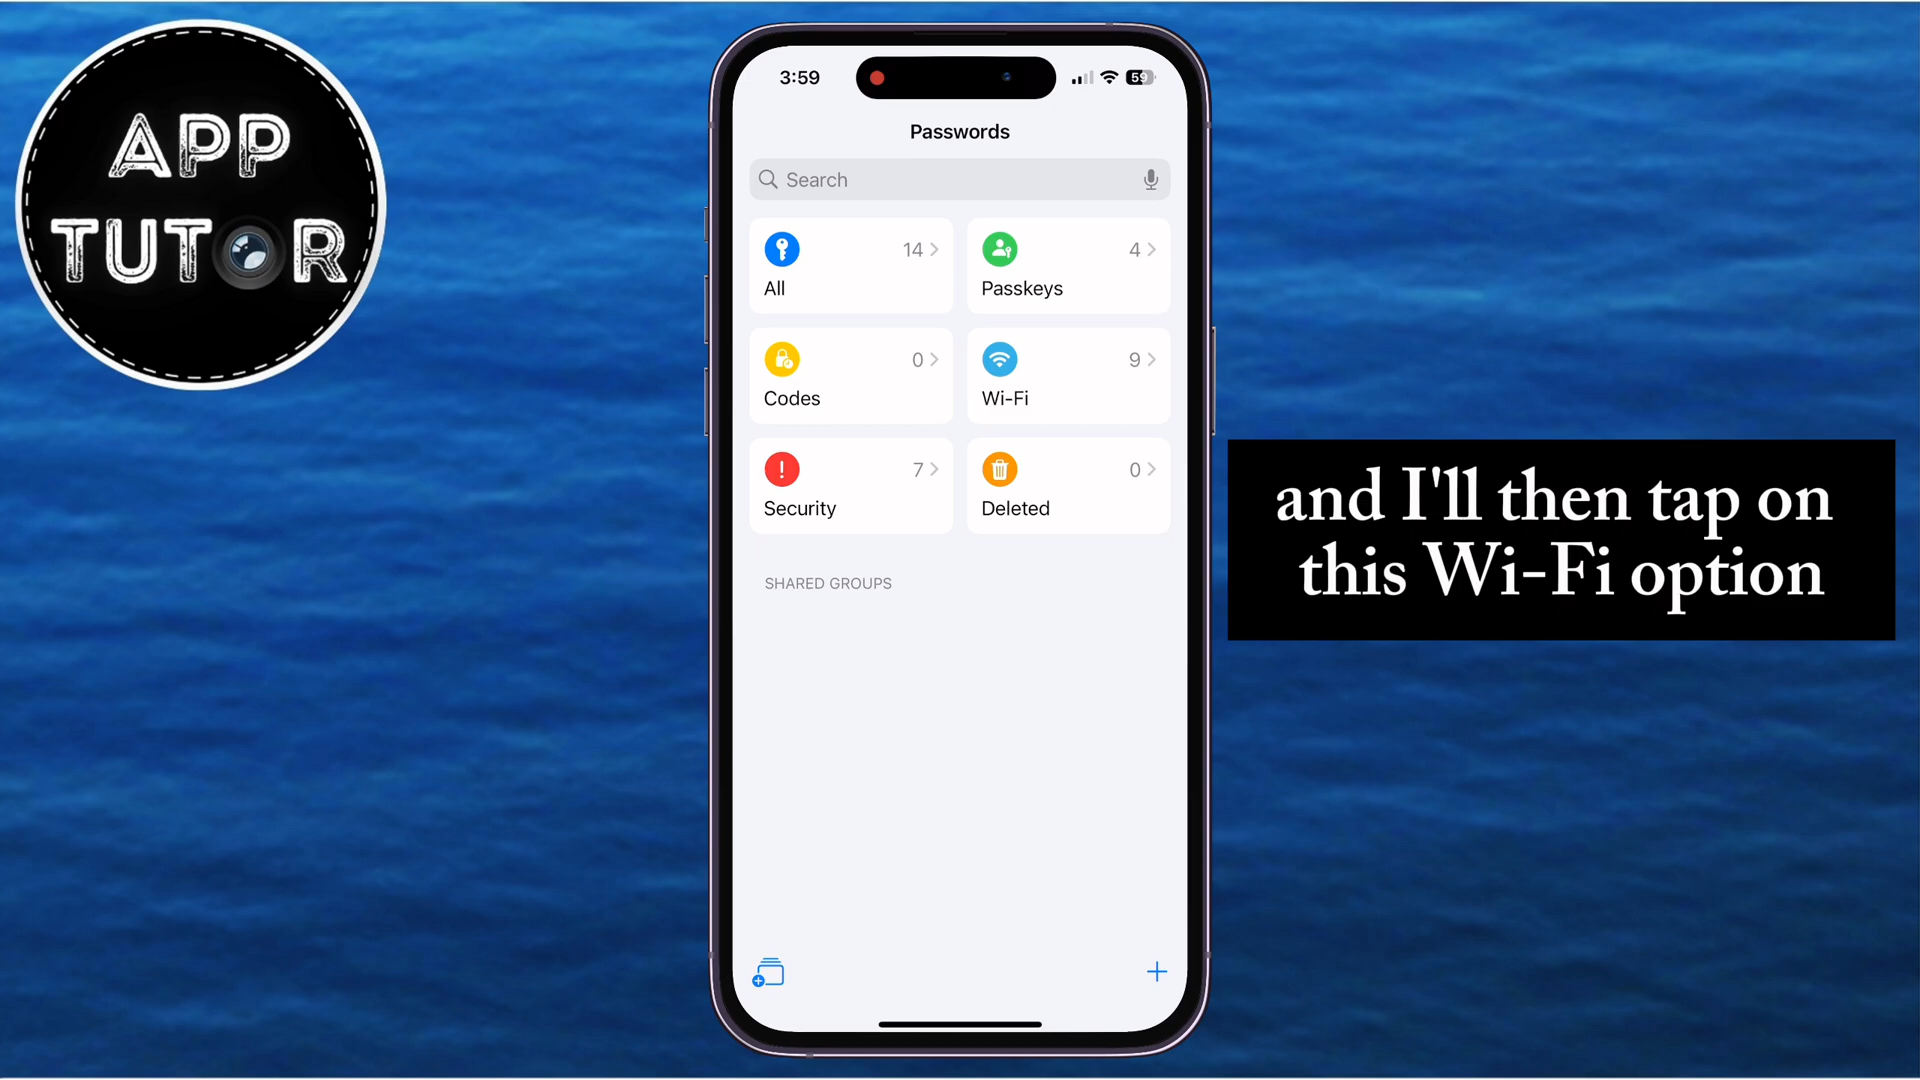 APP
TUTOR
3:59
59
Passwords
Search
14
All
4
Passkeys
0
Codes
9
Wi-Fi
7
Security
0
Deleted
SHARED GROUPS
and I'll then tap on
this Wi-Fi option